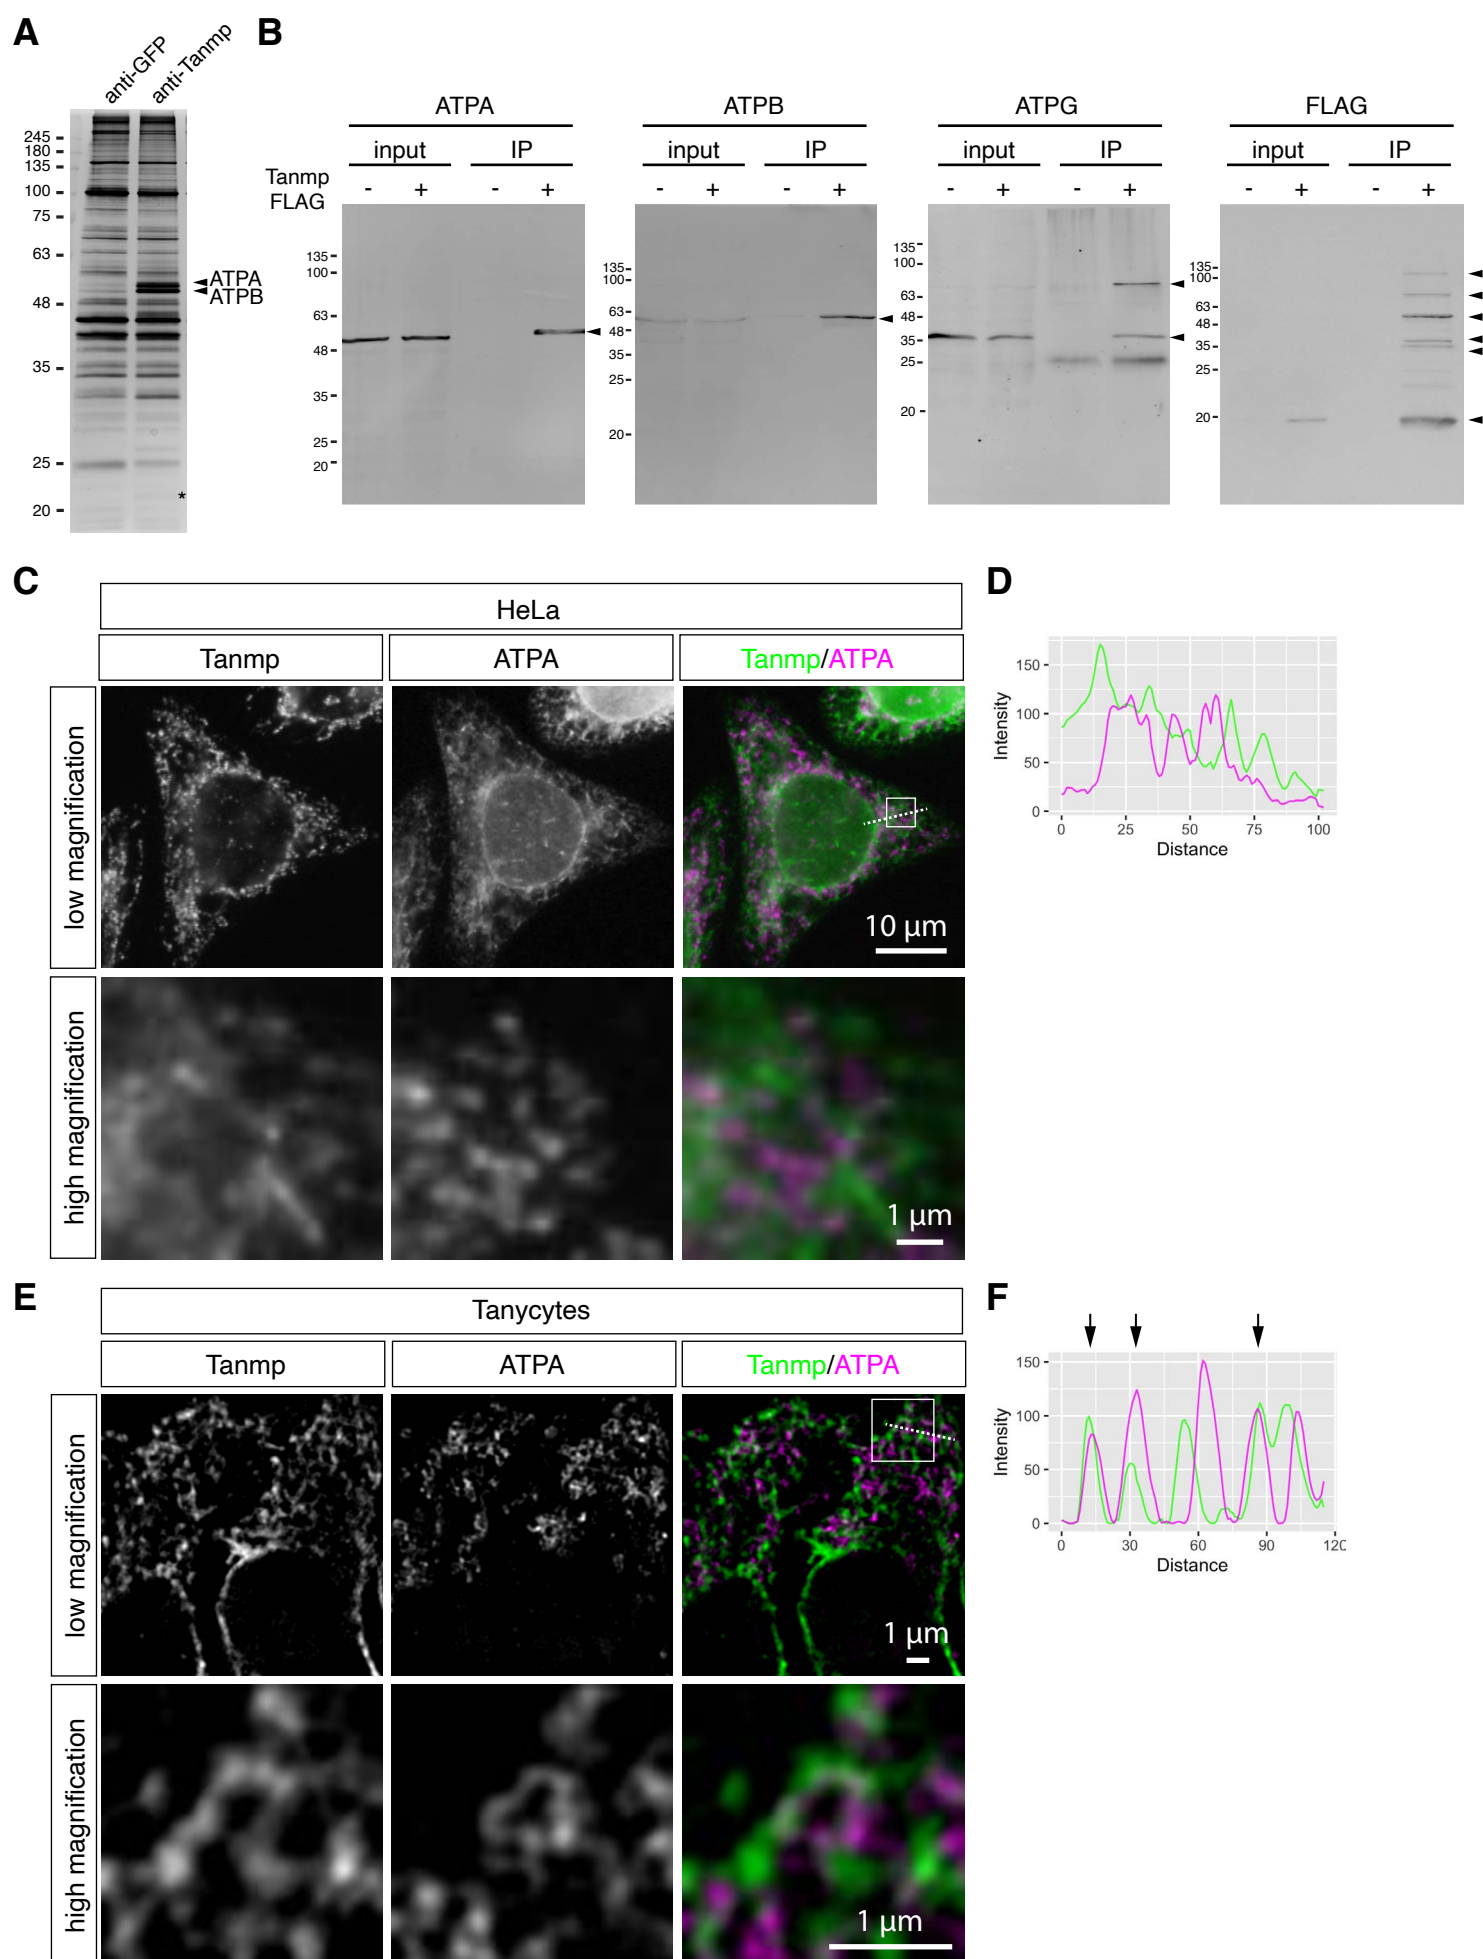 A
anti-GFP
anti-Tanmp
245
180
135
100
75
63
48
35
25
20
ATPA
ATPB
*
B
ATPA
ATPB
ATPG
FLAG
input IP
input IP
input IP
input IP
Tanmp
FLAG
- + - +
- + - +
- + - +
- + - +
135
100
63
48
35
25
20
135
100
63
48
35
25
20
135
100
63
48
35
25
20
135
100
63
48
35
25
20
C
HeLa
Tanmp
ATPA
Tanmp/ATPA
low magnification
10 μm
high magnification
1 μm
D
Intensity
150
100
50
0
0 25 50 75 100
Distance
E
Tanycytes
Tanmp
ATPA
Tanmp/ATPA
low magnification
1 μm
high magnification
1 μm
F
Intensity
150
100
50
0
0 30 60 90 120
Distance